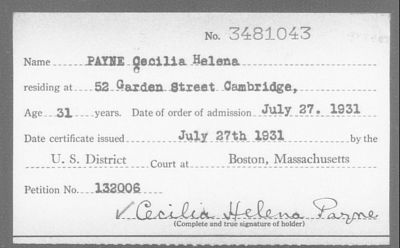 No. 3481043
Name PAYNE Cecilia Helena
residing at 52 Garden Street Cambridge,
Age 31 years. Date of order of admission July 27. 1931
Date certificate issued July 27th 1931 by the
U. S. District Court at Boston, Massachusetts
Petition No. 132006
✓ Cecilia Helena Payne
(Complete and true signature of holder)